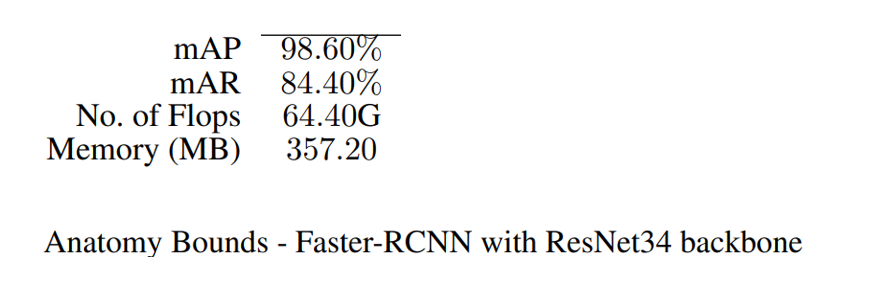 mAP 98.60%
mAR 84.40%
No. of Flops 64.40G
Memory (MB) 357.20
Anatomy Bounds - Faster-RCNN with ResNet34 backbone